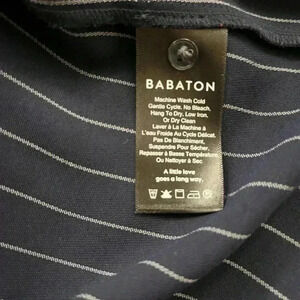 BABATON
Machine Wash Cold
Gentle Cycle. No Bleach,
Hang To Dry, Low Iron.
Or Dry Clean
Laver À La Machine à
L'eau Froide Au Cycle Délicat.
Pas De Blanchiment,
Suspendre Pour Sécher,
Repasser à Basse Température,
Ou Nettoyer à Sec
A little love
goes a long way.